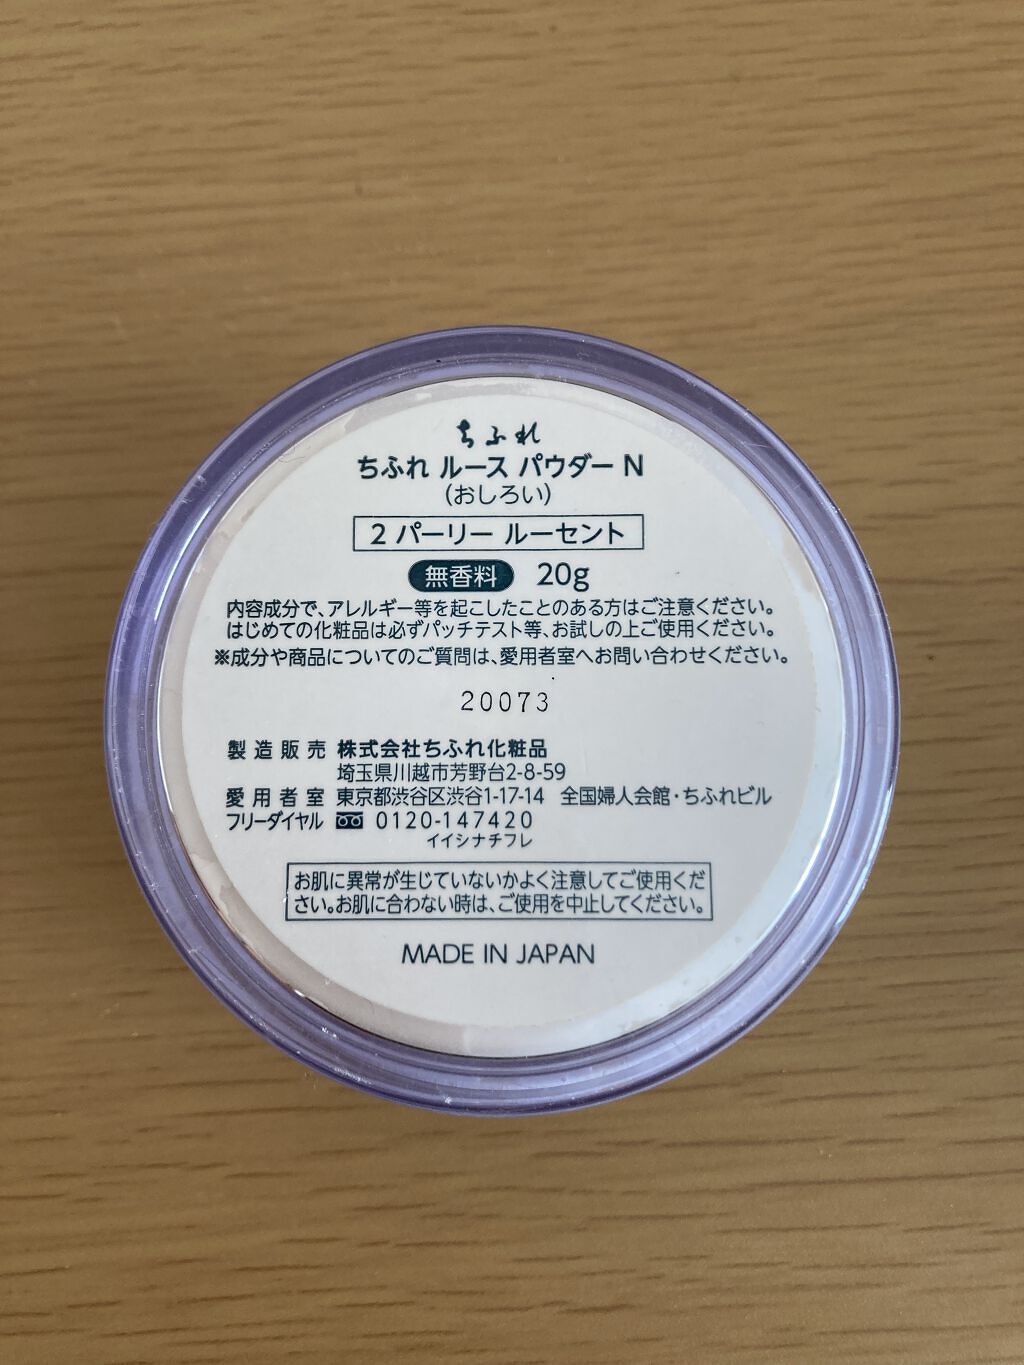 ちふれ
ちふれ ルース パウダー N
(おしろい)
2 パーリー ルーセント
無香料 20g
内容成分で、アレルギー等を起こしたことのある方はご注意ください。
はじめての化粧品は必ずパッチテスト等、お試しの上ご使用ください。
※成分や商品についてのご質問は、愛用者室へお問い合わせください。
20073
製造販売 株式会社ちふれ化粧品
埼玉県川越市芳野台2-8-59
愛用者室 東京都渋谷区渋谷1-17-14 全国婦人会館・ちふれビル
フリーダイヤル 0120-147420
イイシナチフレ
お肌に異常が生じていないかよく注意してご使用くだ
さい。お肌に合わない時は、ご使用を中止してください。
MADE IN JAPAN